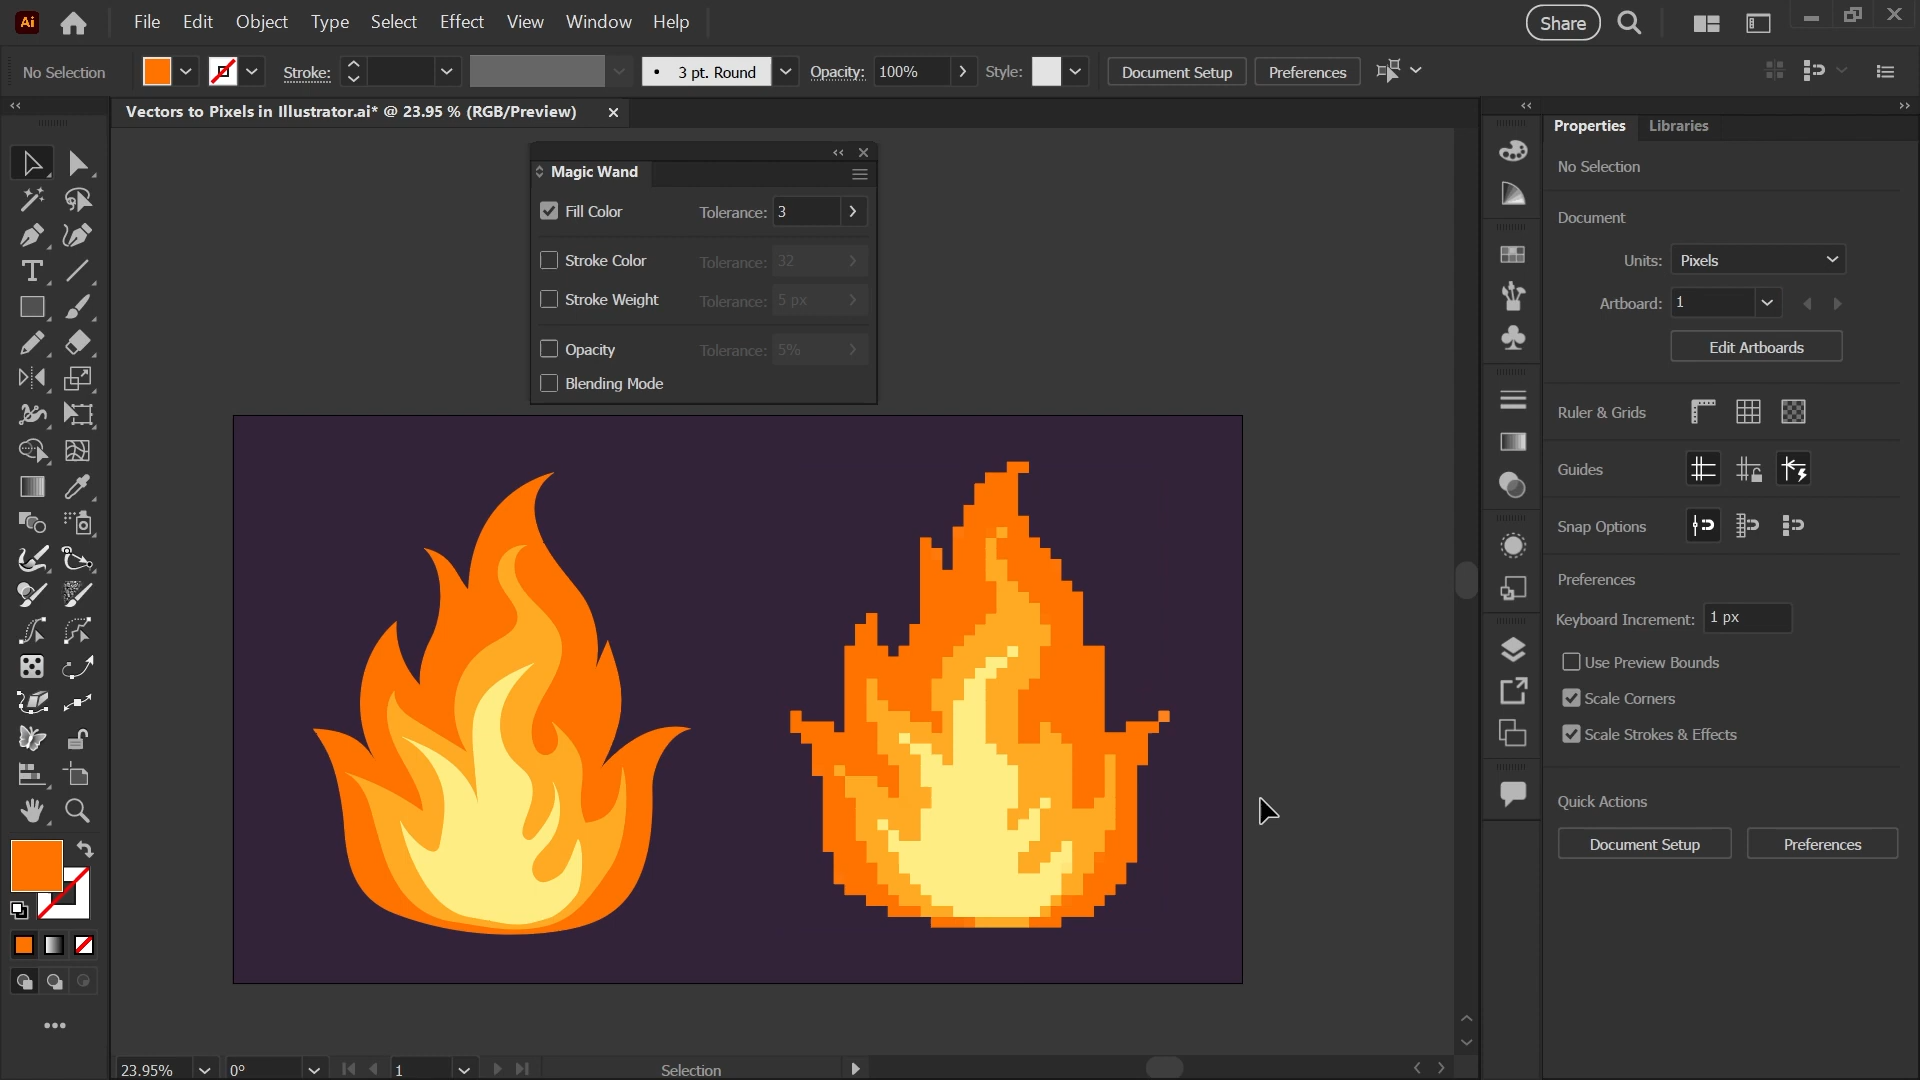 Ai File Edit Object Type Select Effect View Window Help Share
No Selection Stroke: 3 pt. Round Opacity: 100% Style: Document Setup Preferences
Vectors to Pixels in Illustrator.ai* @ 23.95 % (RGB/Preview)
Magic Wand
Fill Color Tolerance: 3
Stroke Color Tolerance: 32
Stroke Weight Tolerance: 5 px
Opacity Tolerance: 5%
Blending Mode
Properties Libraries
No Selection
Document
Units: Pixels
Artboard: 1
Edit Artboards
Ruler & Grids
Guides
Snap Options
Preferences
Keyboard Increment: 1 px
Use Preview Bounds
Scale Corners
Scale Strokes & Effects
Quick Actions
Document Setup Preferences
23.95% 0° 1 Selection